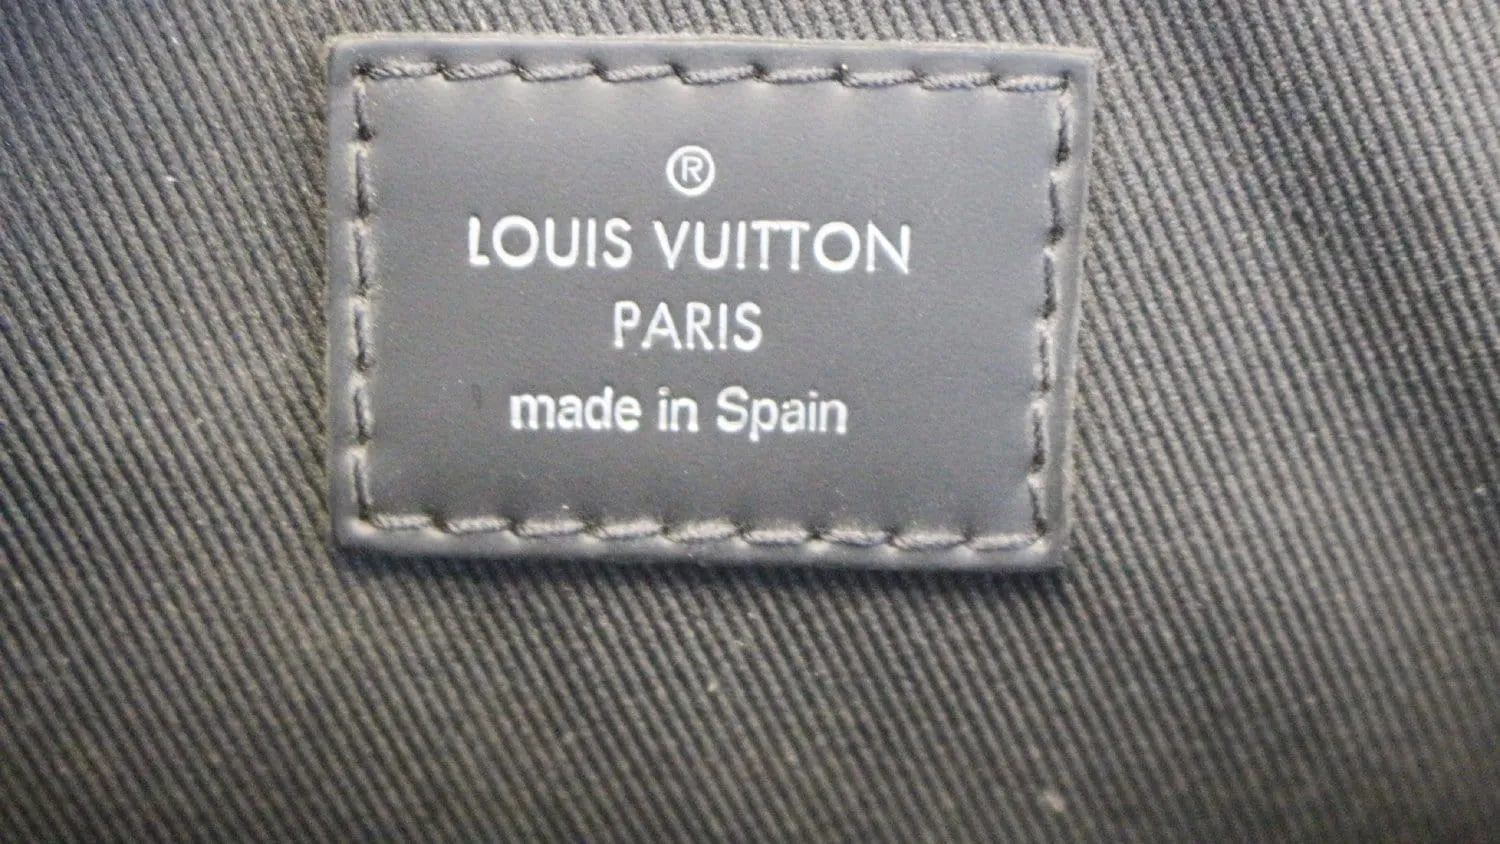 ®
LOUIS VUITTON
PARIS
made in Spain